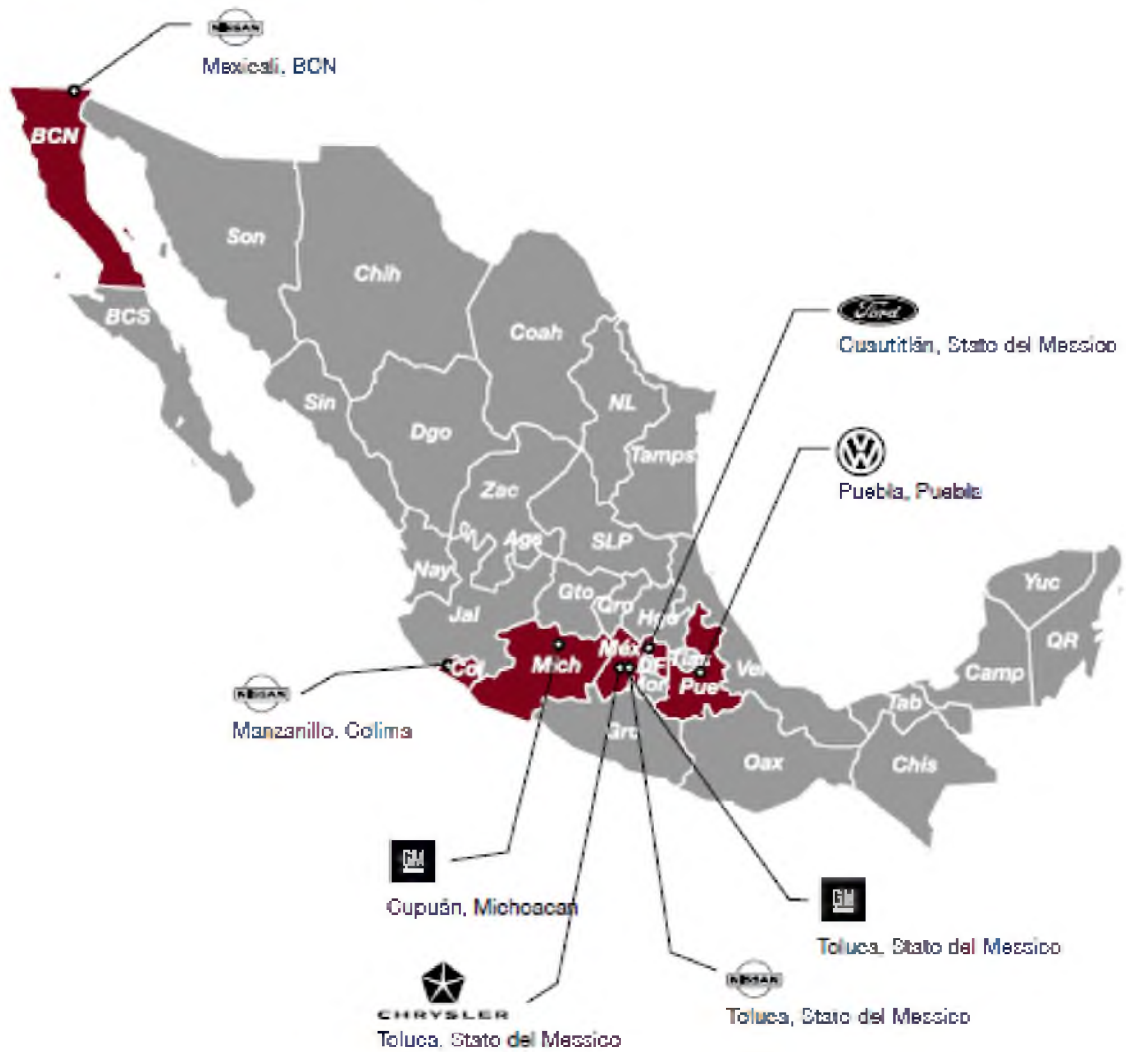 NISSAN
Mexicali, BCN
BCN
Son
Chih
BCS
Coah
Ford
Cuautitlán, Stato del Messico
Sin
NL
Dgo
Tamps
Puebla, Puebla
Zac
Ags
SLP
Nay
Yuc
Gto
Qro
Hgo
Jal
QR
Méx
Col
Mich
DF
Pue
Ver
Camp
Mor
Tab
NISSAN
Manzanillo, Colima
Gro
Oax
Chis
GM
Cupuán, Michoacan
GM
Toluca, Stato del Messico
CHRYSLER
Toluca, Stato del Messico
NISSAN
Toluca, Stato del Messico